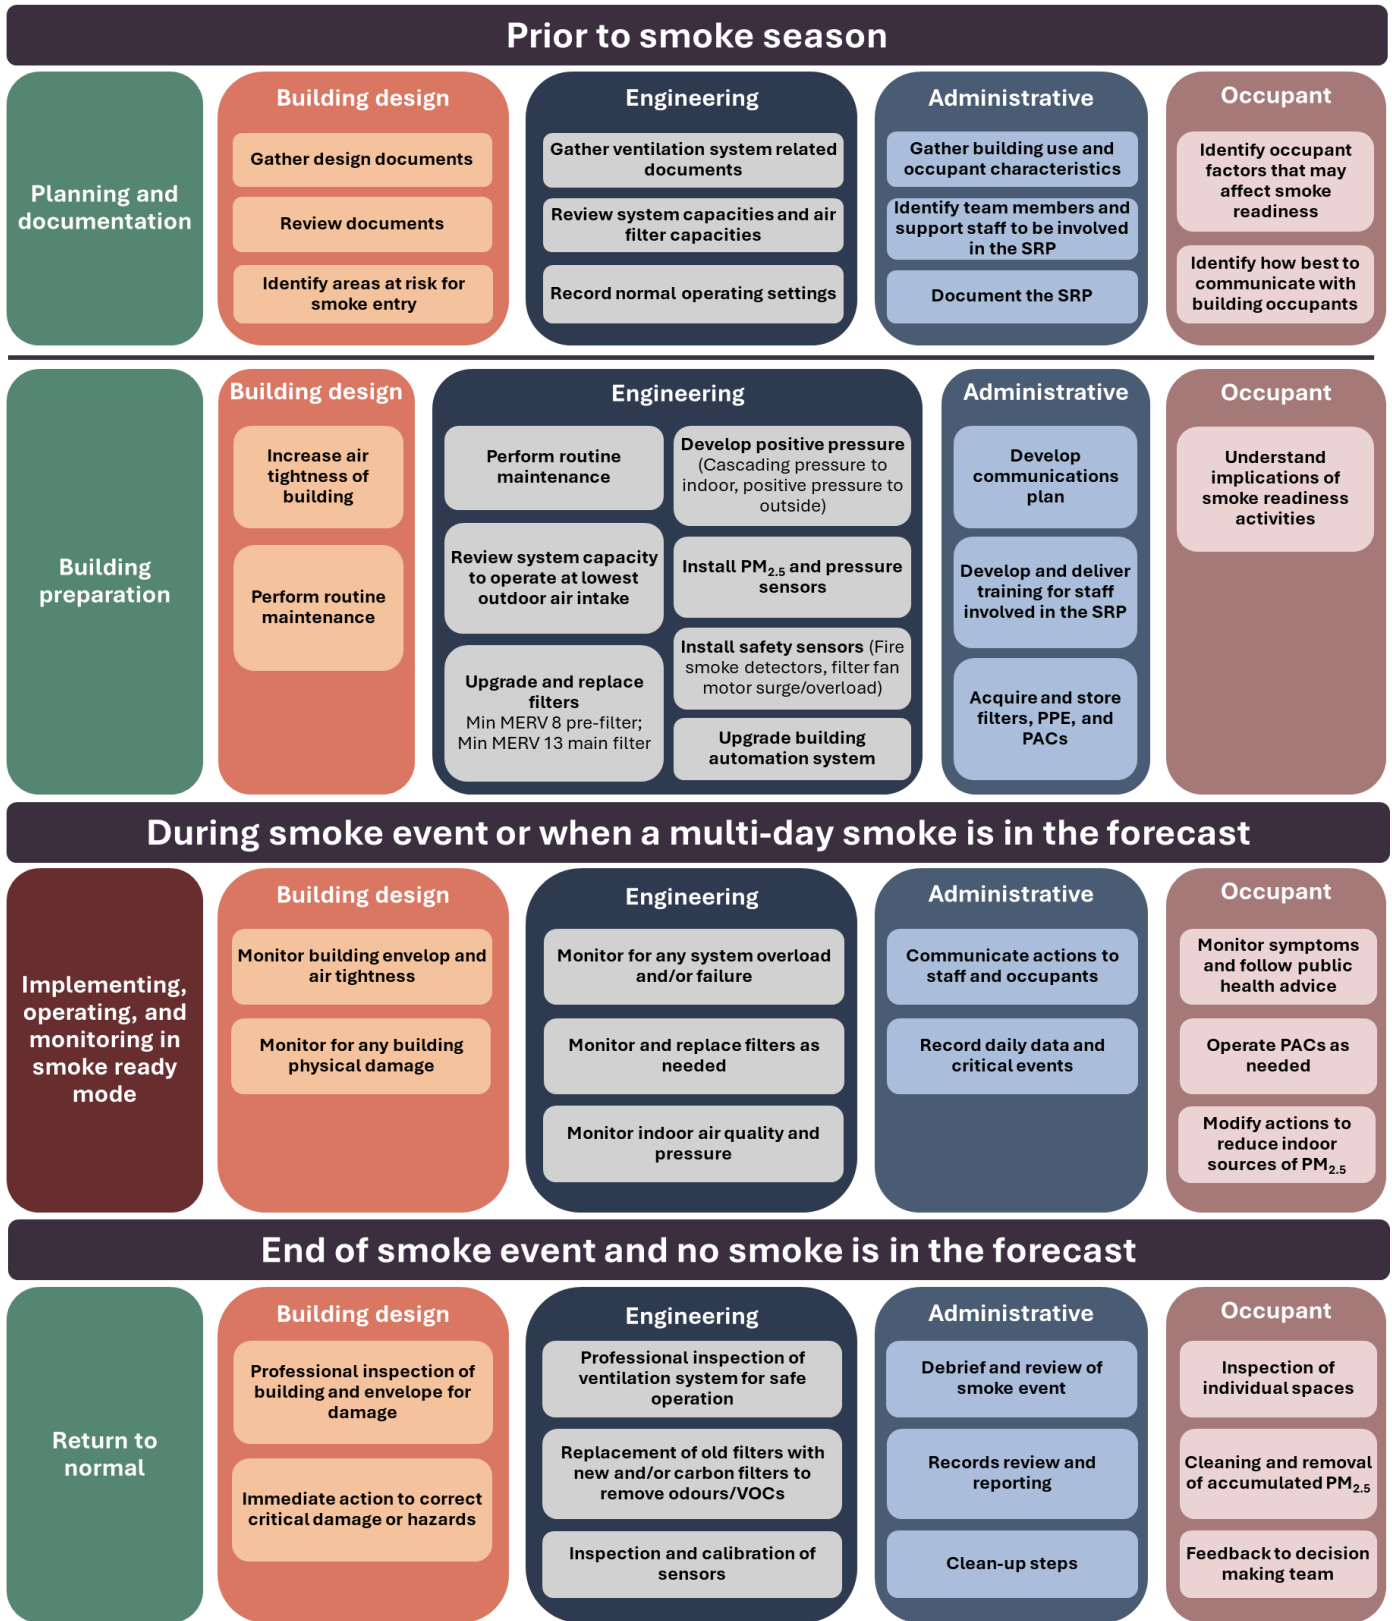 Prior to smoke season
Planning and
documentation
Building design
Gather design documents
Review documents
Identify areas at risk for
smoke entry
Engineering
Gather ventilation system related
documents
Review system capacities and air
filter capacities
Record normal operating settings
Administrative
Gather building use and
occupant characteristics
Identify team members and
support staff to be involved
in the SRP
Document the SRP
Occupant
Identify occupant
factors that may
affect smoke
readiness
Identify how best to
communicate with
building occupants
Building
preparation
Building design
Increase air
tightness of
building
Perform routine
maintenance
Engineering
Perform routine
maintenance
Review system capacity
to operate at lowest
outdoor air intake
Upgrade and replace
filters
Min MERV 8 pre-filter;
Min MERV 13 main filter
Develop positive pressure
(Cascading pressure to
indoor, positive pressure to
outside)
Install PM2.5 and pressure
sensors
Install safety sensors (Fire
smoke detectors, filter fan
motor surge/overload)
Upgrade building
automation system
Administrative
Develop
communications
plan
Develop and deliver
training for staff
involved in the SRP
Acquire and store
filters, PPE, and
PACs
Occupant
Understand
implications of
smoke readiness
activities
During smoke event or when a multi-day smoke is in the forecast
Implementing,
operating, and
monitoring in
smoke ready
mode
Building design
Monitor building envelop and
air tightness
Monitor for any building
physical damage
Engineering
Monitor for any system overload
and/or failure
Monitor and replace filters as
needed
Monitor indoor air quality and
pressure
Administrative
Communicate actions to
staff and occupants
Record daily data and
critical events
Occupant
Monitor symptoms
and follow public
health advice
Operate PACs as
needed
Modify actions to
reduce indoor
sources of PM2.5
End of smoke event and no smoke is in the forecast
Return to
normal
Building design
Professional inspection of
building and envelope for
damage
Immediate action to correct
critical damage or hazards
Engineering
Professional inspection of
ventilation system for safe
operation
Replacement of old filters with
new and/or carbon filters to
remove odours/VOCs
Inspection and calibration of
sensors
Administrative
Debrief and review of
smoke event
Records review and
reporting
Clean-up steps
Occupant
Inspection of
individual spaces
Cleaning and removal
of accumulated PM2.5
Feedback to decision
making team